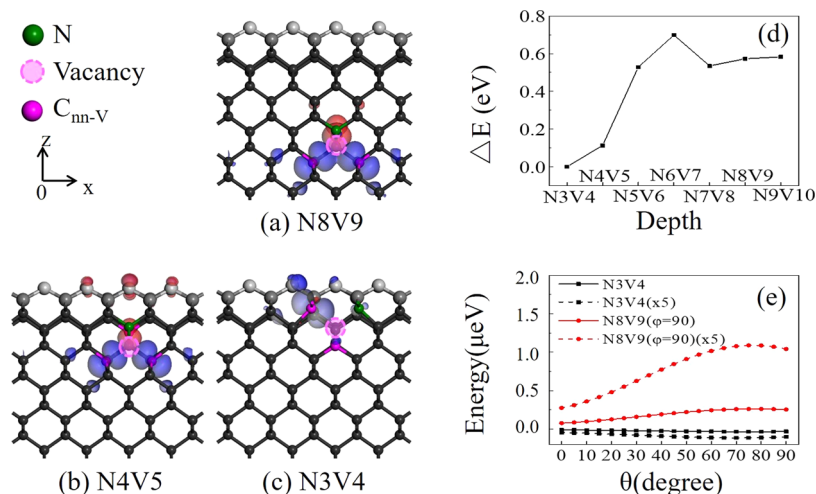 N
Vacancy
C_nn-V
z
0
x
(a) N8V9
(b) N4V5
(c) N3V4
(d)
△E (eV)
0.8
0.6
0.4
0.2
0.0
N4V5 N6V7 N8V9
N3V4 N5V6 N7V8 N9V10
Depth
(e)
Energy(μeV)
2.0
1.5
1.0
0.5
0.0
N3V4
N3V4(x5)
N8V9(φ=90)
N8V9(φ=90)(x5)
0 10 20 30 40 50 60 70 80 90
θ(degree)